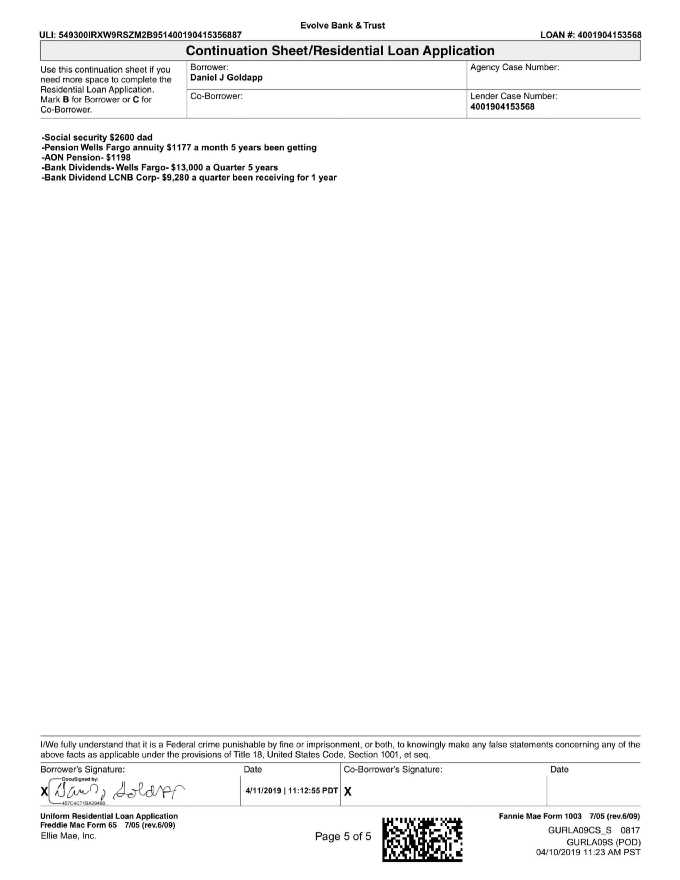 Evolve Bank & Trust
ULI: 549300IRXW9RSZM2B951400190415356887
LOAN #: 4001904153568
Continuation Sheet/Residential Loan Application
Use this continuation sheet if you
need more space to complete the
Residential Loan Application.
Mark B for Borrower or C for
Co-Borrower.
Borrower:
Daniel J Goldapp
Agency Case Number:
Co-Borrower:
Lender Case Number:
4001904153568
-Social security $2600 dad
-Pension Wells Fargo annuity $1177 a month 5 years been getting
-AON Pension- $1198
-Bank Dividends- Wells Fargo- $13,000 a Quarter 5 years
-Bank Dividend LCNB Corp- $9,280 a quarter been receiving for 1 year
I/We fully understand that it is a Federal crime punishable by fine or imprisonment, or both, to knowingly make any false statements concerning any of the
above facts as applicable under the provisions of Title 18, United States Code, Section 1001, et seq.
Borrower's Signature:
Date
Co-Borrower's Signature:
Date
DocuSigned by:
X
4/11/2019 | 11:12:55 PDT
X
Uniform Residential Loan Application
Freddie Mac Form 65 7/05 (rev.6/09)
Ellie Mae, Inc.
Page 5 of 5
Fannie Mae Form 1003 7/05 (rev.6/09)
GURLA09CS_S 0817
GURLA09S (POD)
04/10/2019 11:23 AM PST